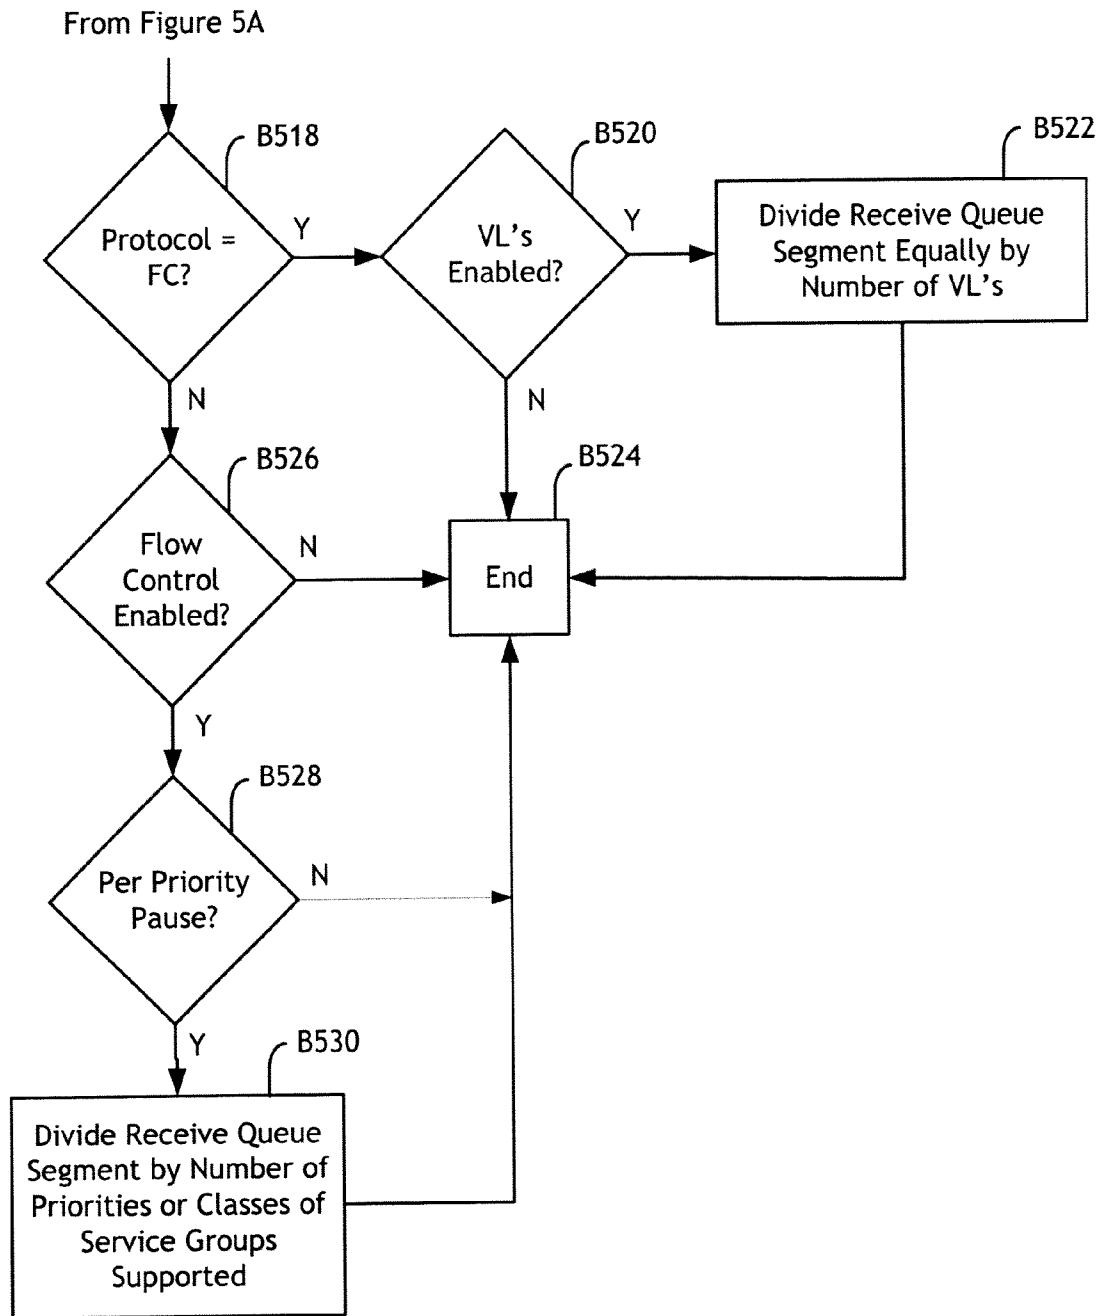 From Figure 5A
B518
Protocol =
FC?
Y
N
B520
VL's
Enabled?
Y
N
B522
Divide Receive Queue
Segment Equally by
Number of VL's
B524
End
B526
Flow
Control
Enabled?
N
Y
B528
Per Priority
Pause?
N
Y
B530
Divide Receive Queue
Segment by Number of
Priorities or Classes of
Service Groups
Supported